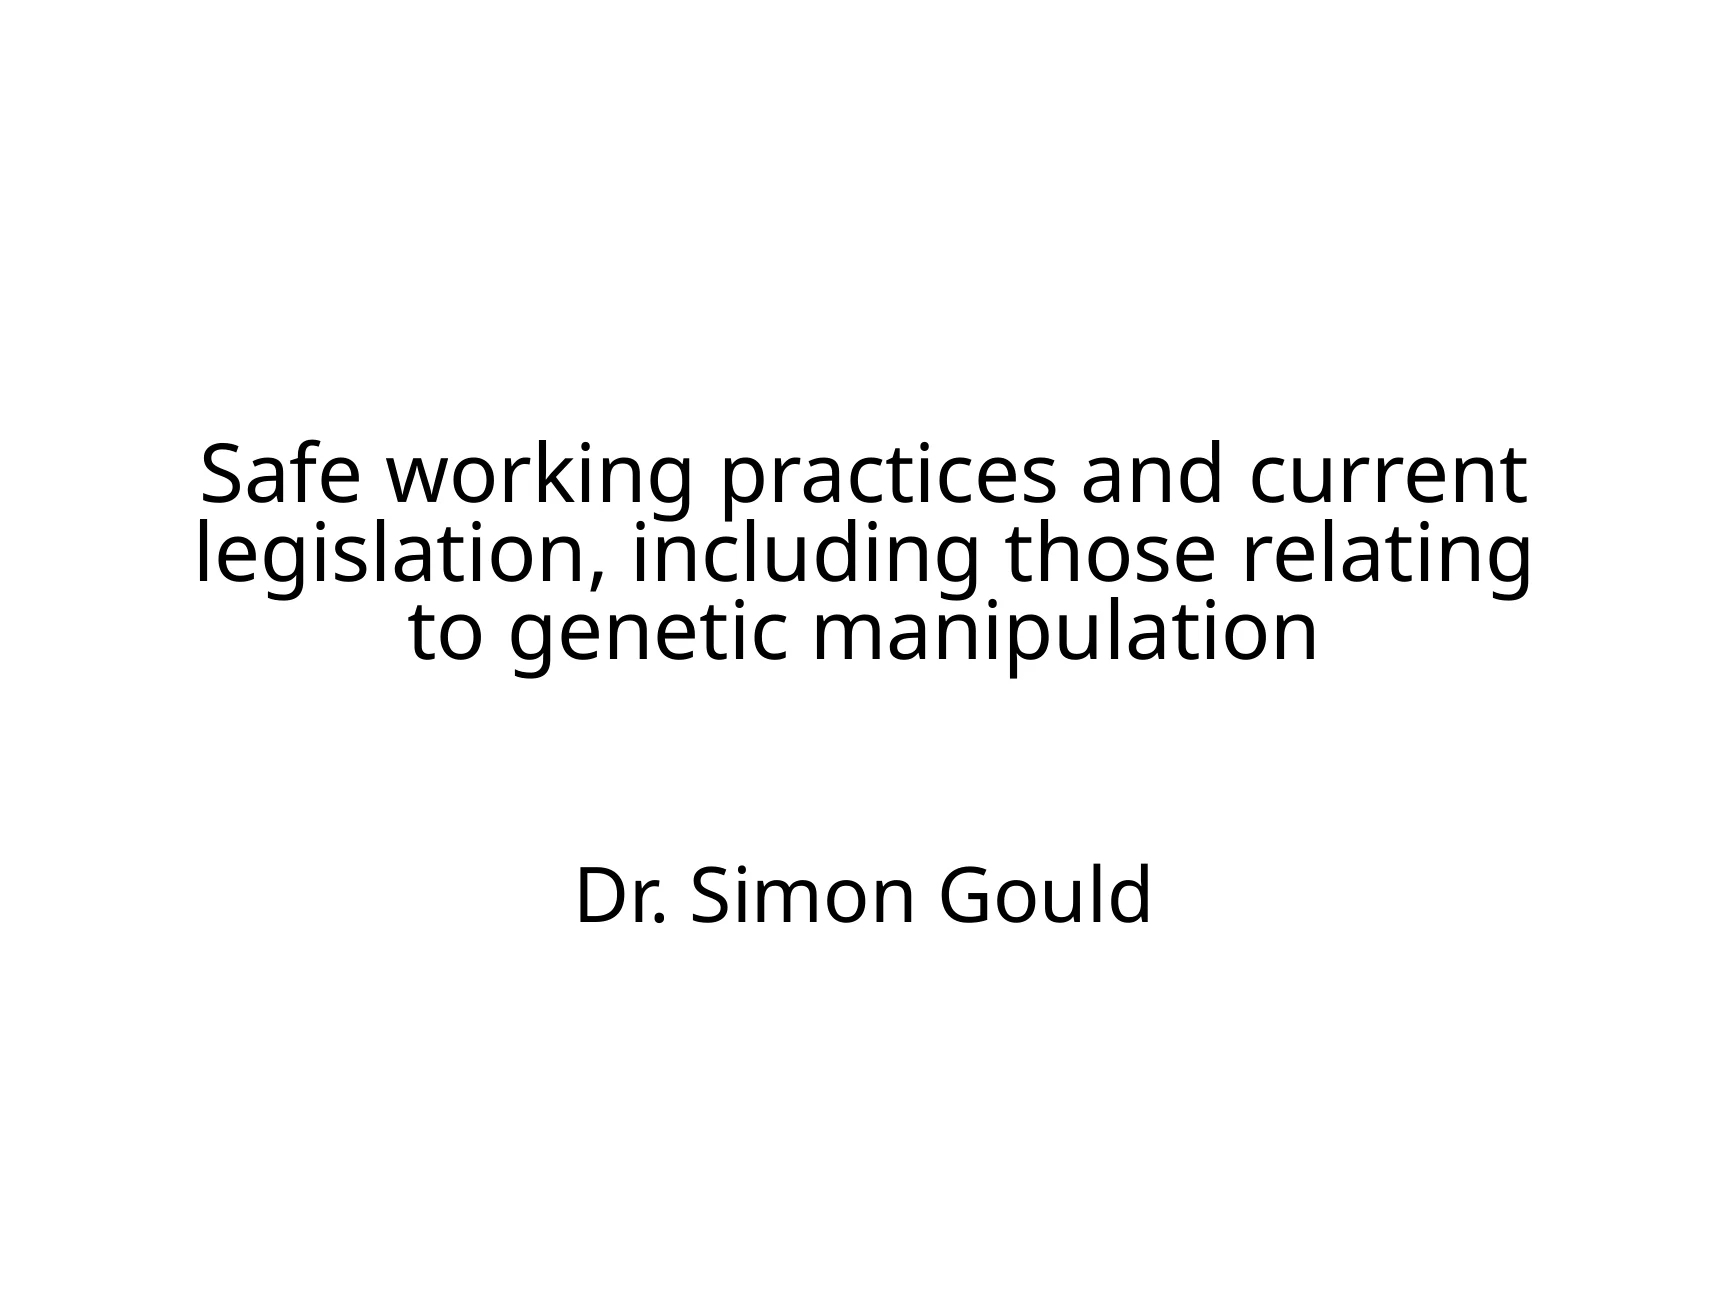 Safe working practices and current
legislation, including those relating
to genetic manipulation
Dr. Simon Gould